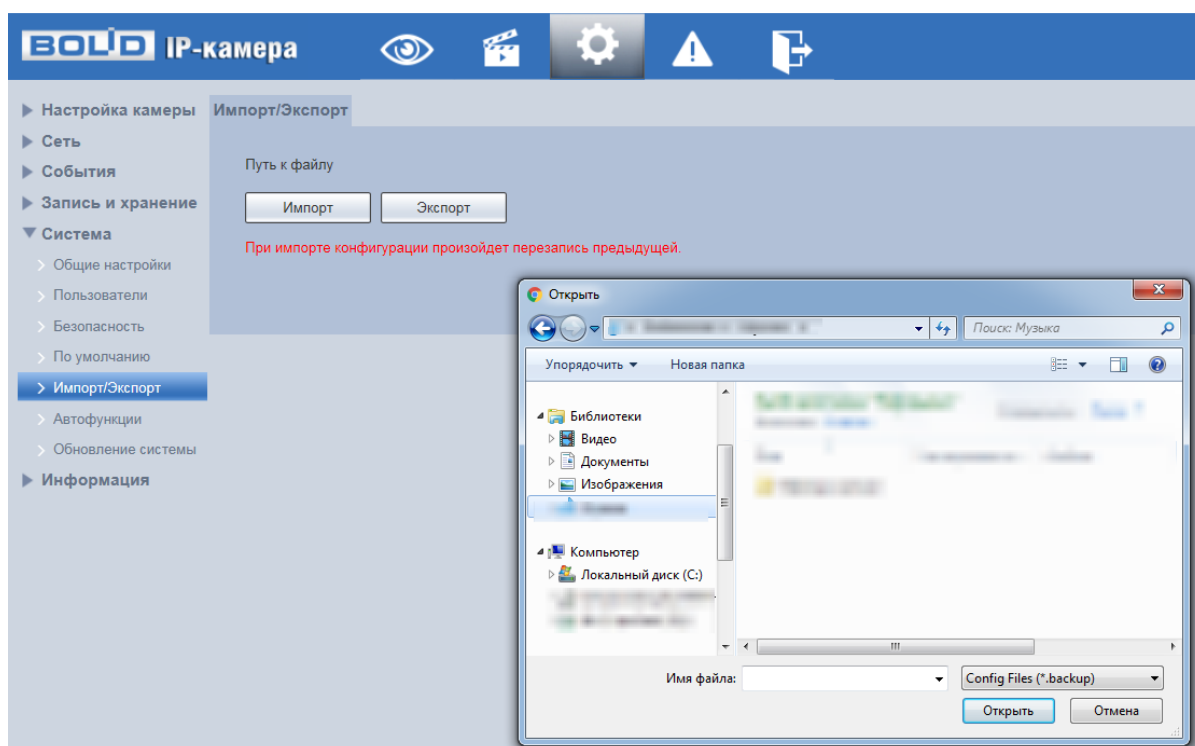 BOLID IP-камера
Настройка камеры
Сеть
События
Запись и хранение
Система
Общие настройки
Пользователи
Безопасность
По умолчанию
Импорт/Экспорт
Автофункции
Обновление системы
Информация
Импорт/Экспорт
Путь к файлу
Импорт Экспорт
При импорте конфигурации произойдет перезапись предыдущей.
Открыть
Поиск: Музыка
Упорядочить Новая папка
Библиотеки
Видео
Документы
Изображения
Компьютер
Локальный диск (C:)
Имя файла: Config Files (*.backup)
Открыть Отмена